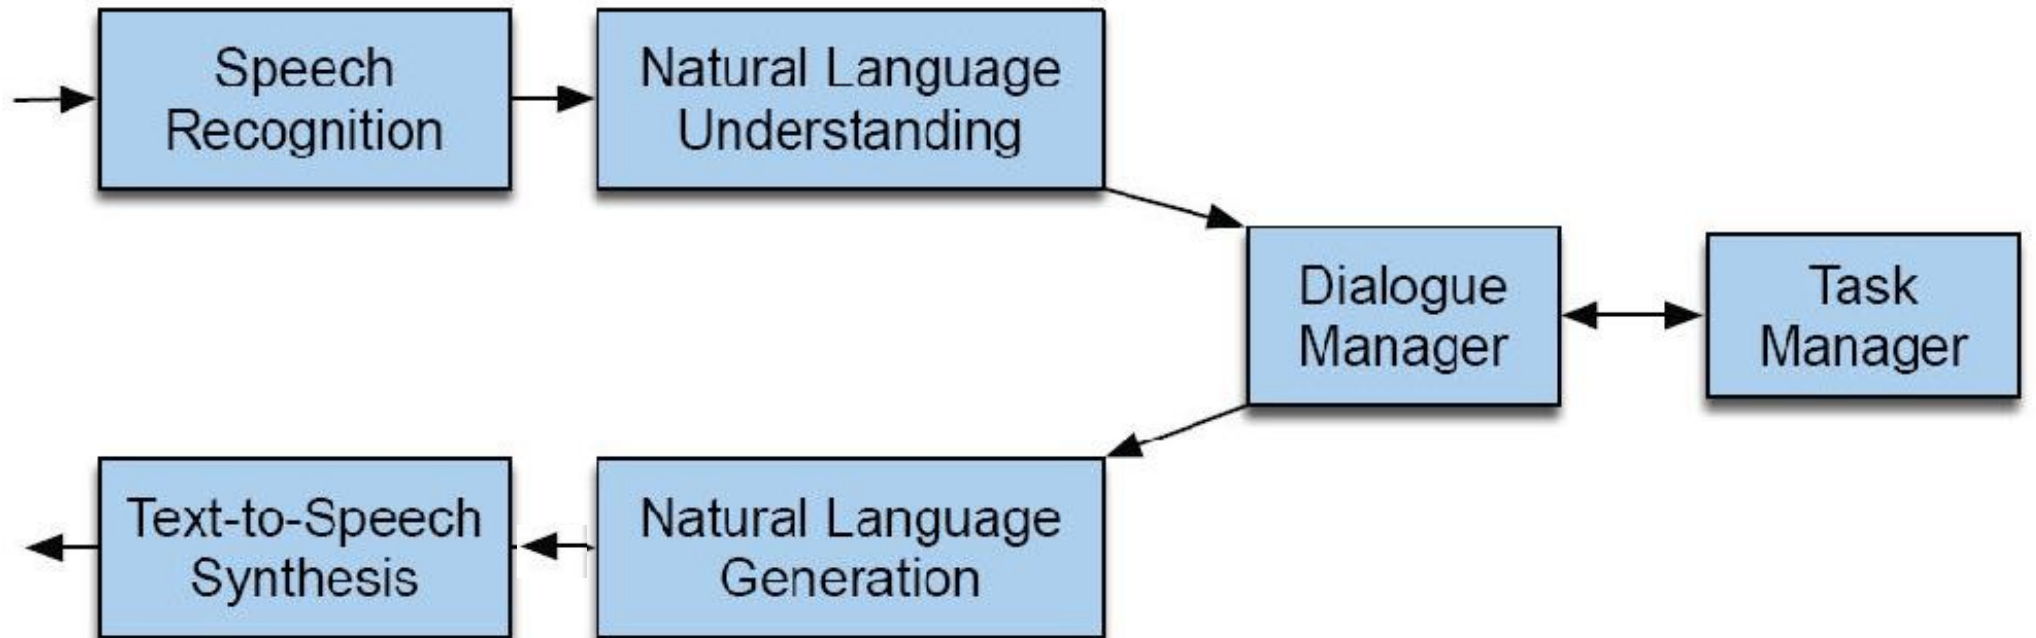 Speech
Recognition
Natural Language
Understanding
Dialogue
Manager
Task
Manager
Text-to-Speech
Synthesis
Natural Language
Generation